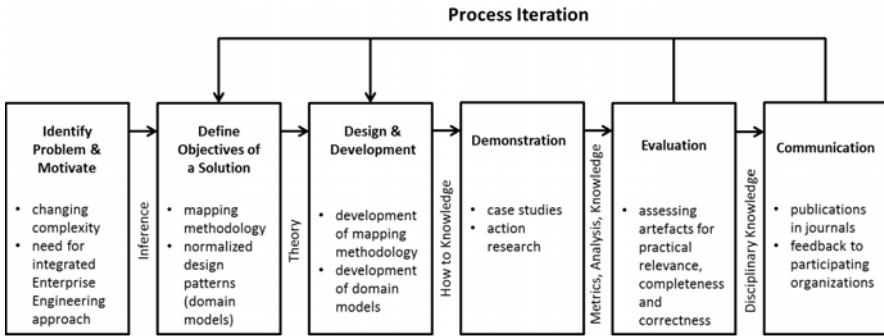 Process Iteration
Identify
Problem &
Motivate
• changing
complexity
• need for
integrated
Enterprise
Engineering
approach
Inference
Define
Objectives of
a Solution
• mapping
methodology
• normalized
design
patterns
(domain
models)
Theory
Design &
Development
• development
of mapping
methodology
• development
of domain
models
How to Knowledge
Demonstration
• case studies
• action
research
Metrics, Analysis, Knowledge
Evaluation
• assessing
artefacts for
practical
relevance,
completeness
and
correctness
Disciplinary Knowledge
Communication
• publications
in journals
• feedback to
participating
organizations